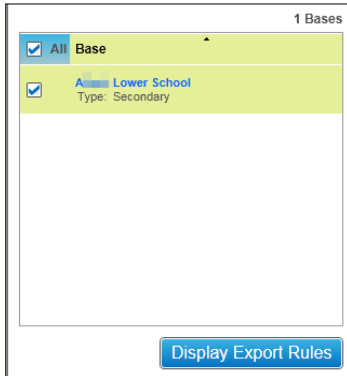 1 Bases
All Base
Lower School
Type: Secondary
Display Export Rules